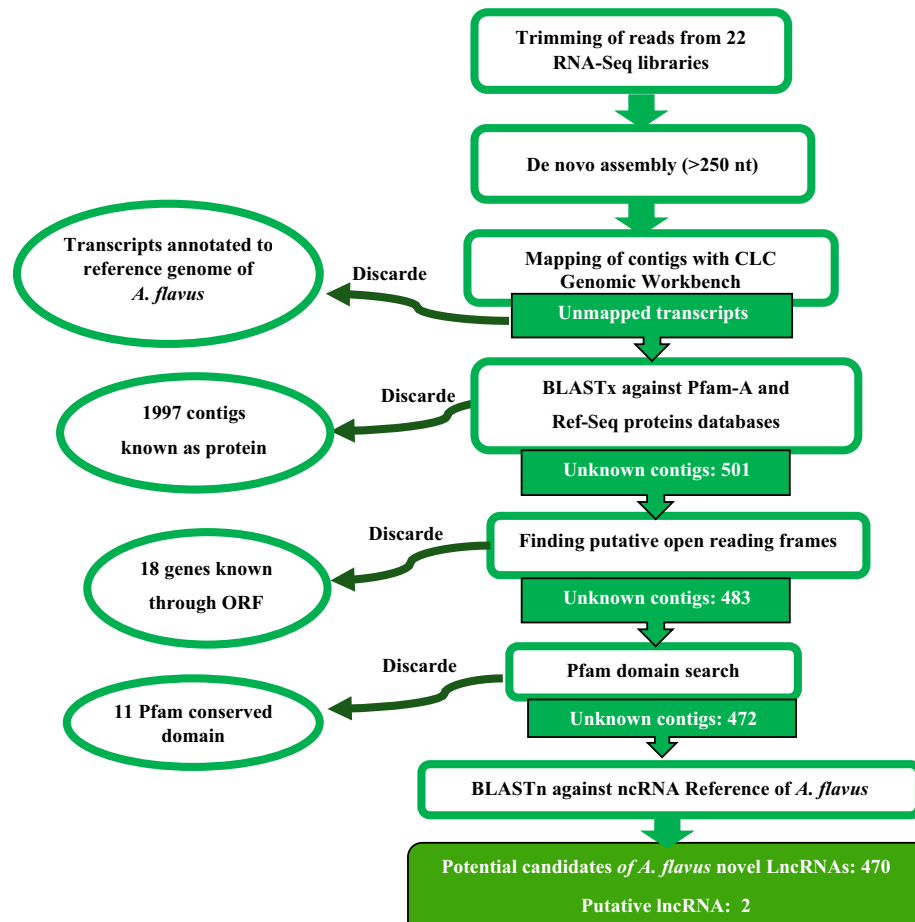 Trimming of reads from 22
RNA-Seq libraries
De novo assembly (>250 nt)
Mapping of contigs with CLC
Genomic Workbench
Unmapped transcripts
Discarde
Transcripts annotated to
reference genome of
A. flavus
BLASTx against Pfam-A and
Ref-Seq proteins databases
Unknown contigs: 501
Discarde
1997 contigs
known as protein
Finding putative open reading frames
Unknown contigs: 483
Discarde
18 genes known
through ORF
Pfam domain search
Unknown contigs: 472
Discarde
11 Pfam conserved
domain
BLASTn against ncRNA Reference of A. flavus
Potential candidates of A. flavus novel LncRNAs: 470
Putative lncRNA: 2